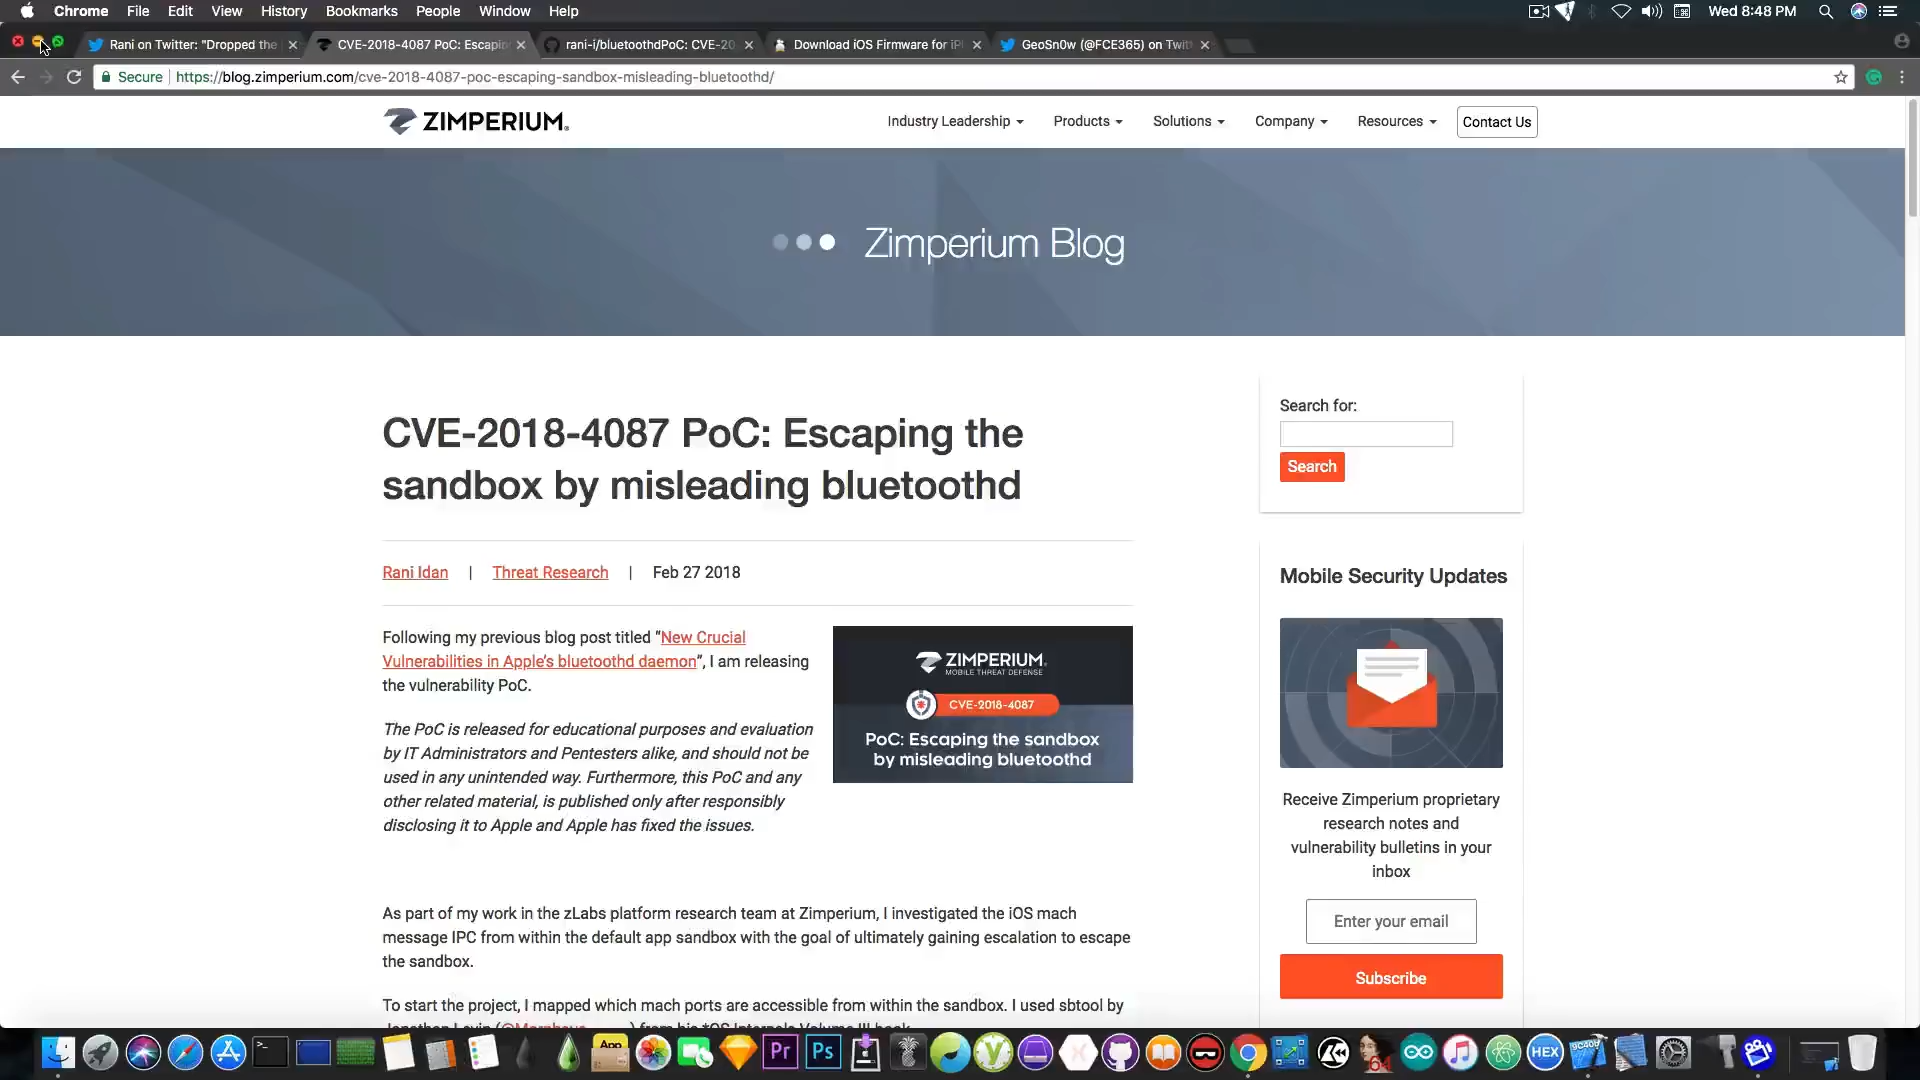 Chrome File Edit View History Bookmarks People Window Help Wed 8:48 PM
Rani on Twitter: "Dropped the
CVE-2018-4087 PoC: Escapin
rani-i/bluetoothdPoC: CVE-20
Download iOS Firmware for iP
GeoSn0w (@FCE365) on Twit
Secure https://blog.zimperium.com/cve-2018-4087-poc-escaping-sandbox-misleading-bluetoothd/
ZIMPERIUM.
Industry Leadership Products Solutions Company Resources Contact Us
Zimperium Blog
CVE-2018-4087 PoC: Escaping the
sandbox by misleading bluetoothd
Rani Idan | Threat Research | Feb 27 2018
Following my previous blog post titled “New Crucial
Vulnerabilities in Apple’s bluetoothd daemon”, I am releasing
the vulnerability PoC.
The PoC is released for educational purposes and evaluation
by IT Administrators and Pentesters alike, and should not be
used in any unintended way. Furthermore, this PoC and any
other related material, is published only after responsibly
disclosing it to Apple and Apple has fixed the issues.
ZIMPERIUM.
MOBILE THREAT DEFENSE
CVE-2018-4087
PoC: Escaping the sandbox
by misleading bluetoothd
As part of my work in the zLabs platform research team at Zimperium, I investigated the iOS mach
message IPC from within the default app sandbox with the goal of ultimately gaining escalation to escape
the sandbox.
To start the project, I mapped which mach ports are accessible from within the sandbox. I used sbtool by
Search for:
Search
Mobile Security Updates
Receive Zimperium proprietary
research notes and
vulnerability bulletins in your
inbox
Enter your email
Subscribe
App
Pr
Ps
64
HEX